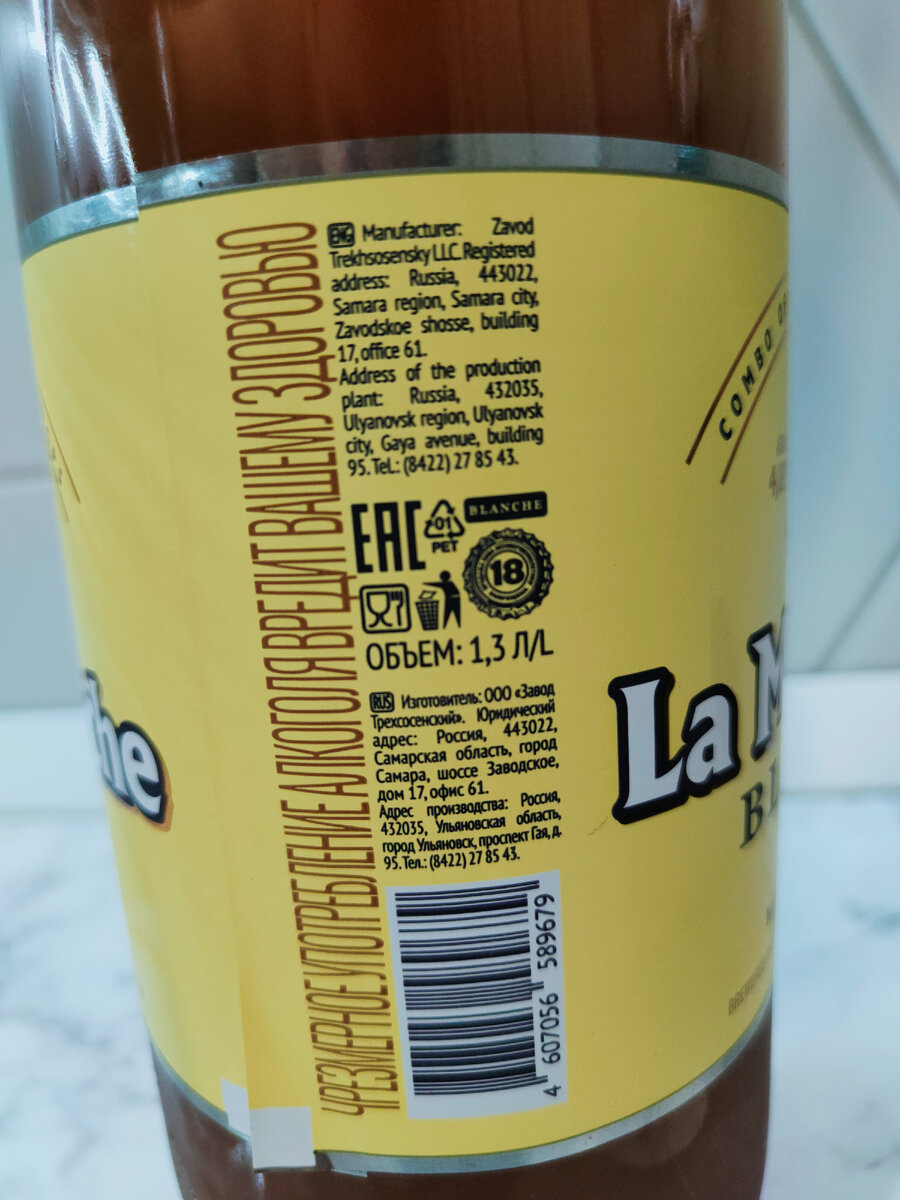 ЧРЕЗМЕРНОЕ УПОТРЕБЛЕНИЕ АЛКОГОЛЯ ВРЕДИТ ВАШЕМУ ЗДОРОВЬЮ
ENG Manufacturer: Zavod
Trekhsosensky LLC. Registered
address: Russia, 443022,
Samara region, Samara city,
Zavodskoe shosse, building
17, office 61.
Address of the production
plant: Russia, 432035,
Ulyanovsk region, Ulyanovsk
city, Gaya avenue, building
95. Tel.: (8422) 27 85 43.
EAC
01
PET
BLANCHE
18
ОБЪЕМ: 1,3 Л/L
RUS Изготовитель: ООО «Завод
Трехсосенский». Юридический
адрес: Россия, 443022,
Самарская область, город
Самара, шоссе Заводское,
дом 17, офис 61.
Адрес производства: Россия,
432035, Ульяновская область,
город Ульяновск, проспект Гая, д.
95. Тел.: (8422) 27 85 43.
4 607056 589679
COMBO
La
he